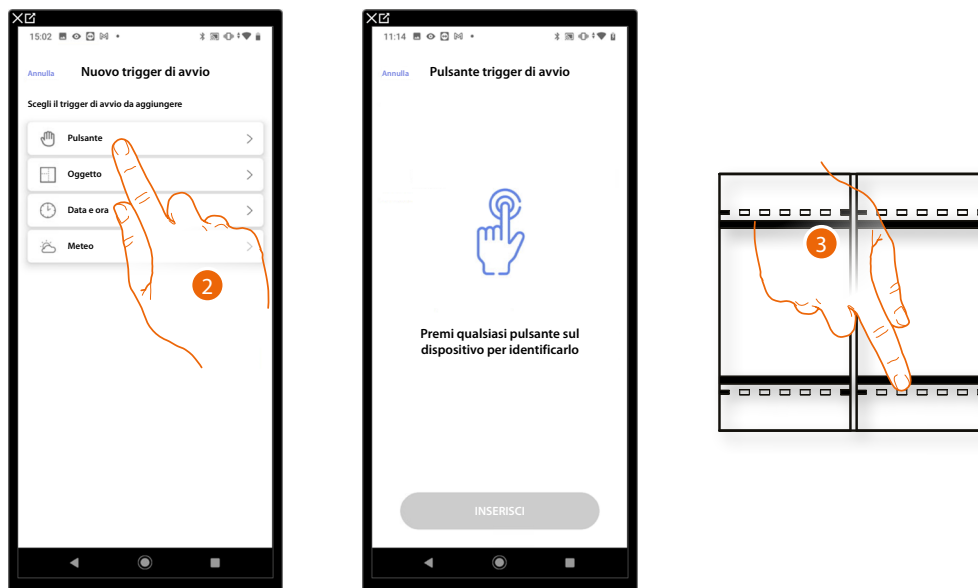 15:02
Annulla
Nuovo trigger di avvio
Scegli il trigger di avvio da aggiungere
Pulsante
Oggetto
Data e ora
Meteo
2
11:14
Annulla
Pulsante trigger di avvio
Premi qualsiasi pulsante sul
dispositivo per identificarlo
INSERISCI
3